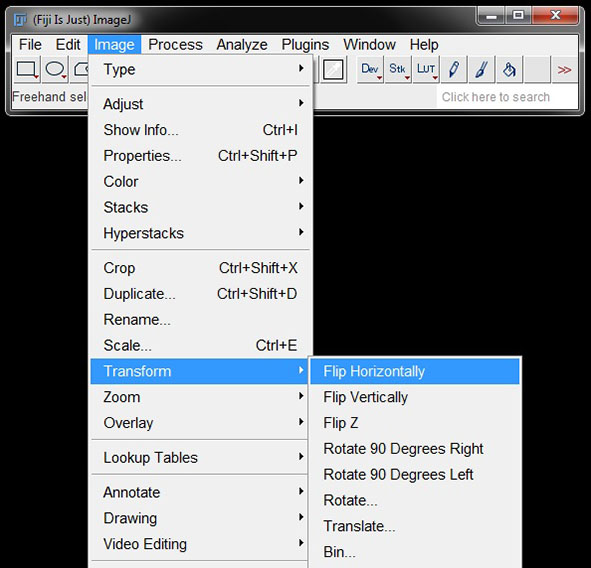 (Fiji Is Just) ImageJ
File Edit Image Process Analyze Plugins Window Help
Dev Stk LUT >>
Freehand sel
Click here to search
Type
Adjust
Show Info... Ctrl+I
Properties... Ctrl+Shift+P
Color
Stacks
Hyperstacks
Crop Ctrl+Shift+X
Duplicate... Ctrl+Shift+D
Rename...
Scale... Ctrl+E
Transform
Zoom
Overlay
Lookup Tables
Annotate
Drawing
Video Editing
Flip Horizontally
Flip Vertically
Flip Z
Rotate 90 Degrees Right
Rotate 90 Degrees Left
Rotate...
Translate...
Bin...